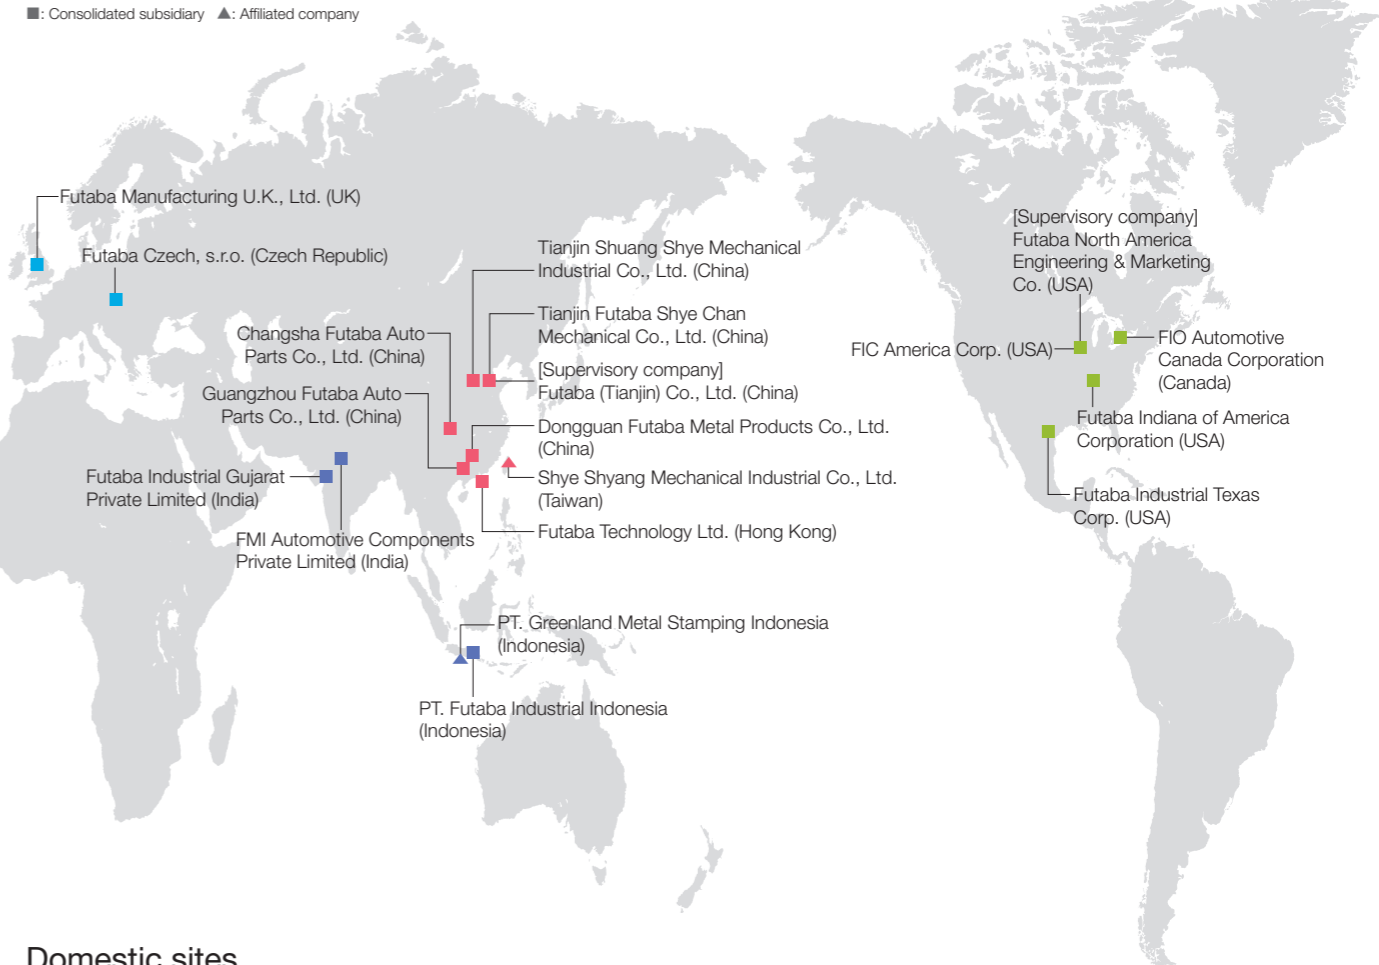 ■: Consolidated subsidiary ▲: Affiliated company
Futaba Manufacturing U.K., Ltd. (UK)
Futaba Czech, s.r.o. (Czech Republic)
Tianjin Shuang Shye Mechanical
Industrial Co., Ltd. (China)
Tianjin Futaba Shye Chan
Mechanical Co., Ltd. (China)
Changsha Futaba Auto
Parts Co., Ltd. (China)
[Supervisory company]
Futaba (Tianjin) Co., Ltd. (China)
Guangzhou Futaba Auto
Parts Co., Ltd. (China)
Dongguan Futaba Metal Products Co., Ltd.
(China)
Shye Shyang Mechanical Industrial Co., Ltd.
(Taiwan)
Futaba Technology Ltd. (Hong Kong)
Futaba Industrial Gujarat
Private Limited (India)
FMI Automotive Components
Private Limited (India)
PT. Greenland Metal Stamping Indonesia
(Indonesia)
PT. Futaba Industrial Indonesia
(Indonesia)
[Supervisory company]
Futaba North America
Engineering & Marketing
Co. (USA)
FIC America Corp. (USA)
FIO Automotive
Canada Corporation
(Canada)
Futaba Indiana of America
Corporation (USA)
Futaba Industrial Texas
Corp. (USA)
Domestic sites